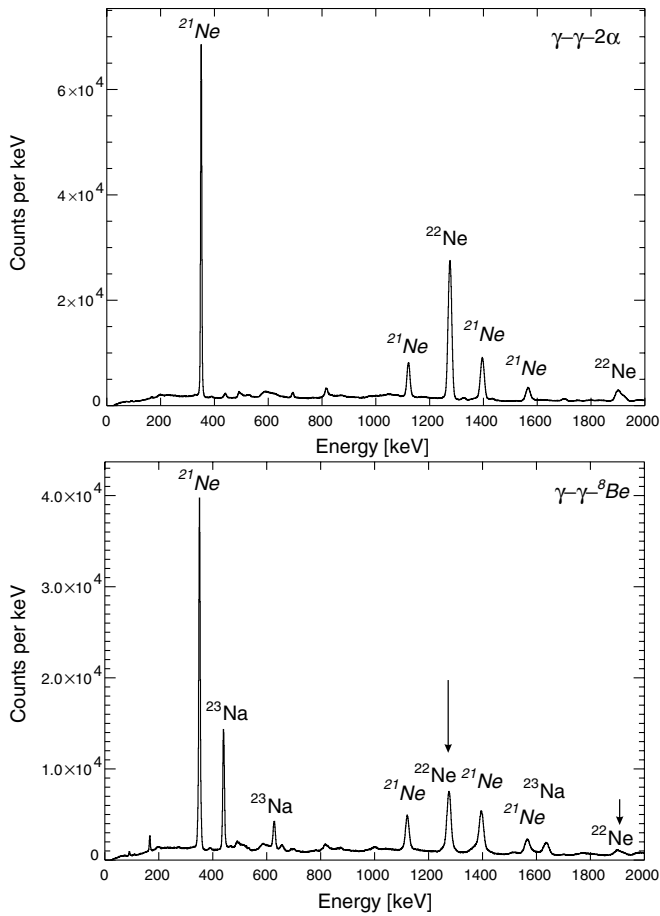 ²¹Ne
γ–γ–2α
6×10⁴
²²Ne
4×10⁴
Counts per keV
2×10⁴
²¹Ne
²¹Ne
²¹Ne
²²Ne
0
0 200 400 600 800 1000 1200 1400 1600 1800 2000
Energy [keV]
²¹Ne
γ–γ–⁸Be
4.0×10⁴
3.0×10⁴
Counts per keV
2.0×10⁴
²³Na
1.0×10⁴
²²Ne ²¹Ne ²³Na
²¹Ne
²³Na
²¹Ne
²²Ne
0
0 200 400 600 800 1000 1200 1400 1600 1800 2000
Energy [keV]